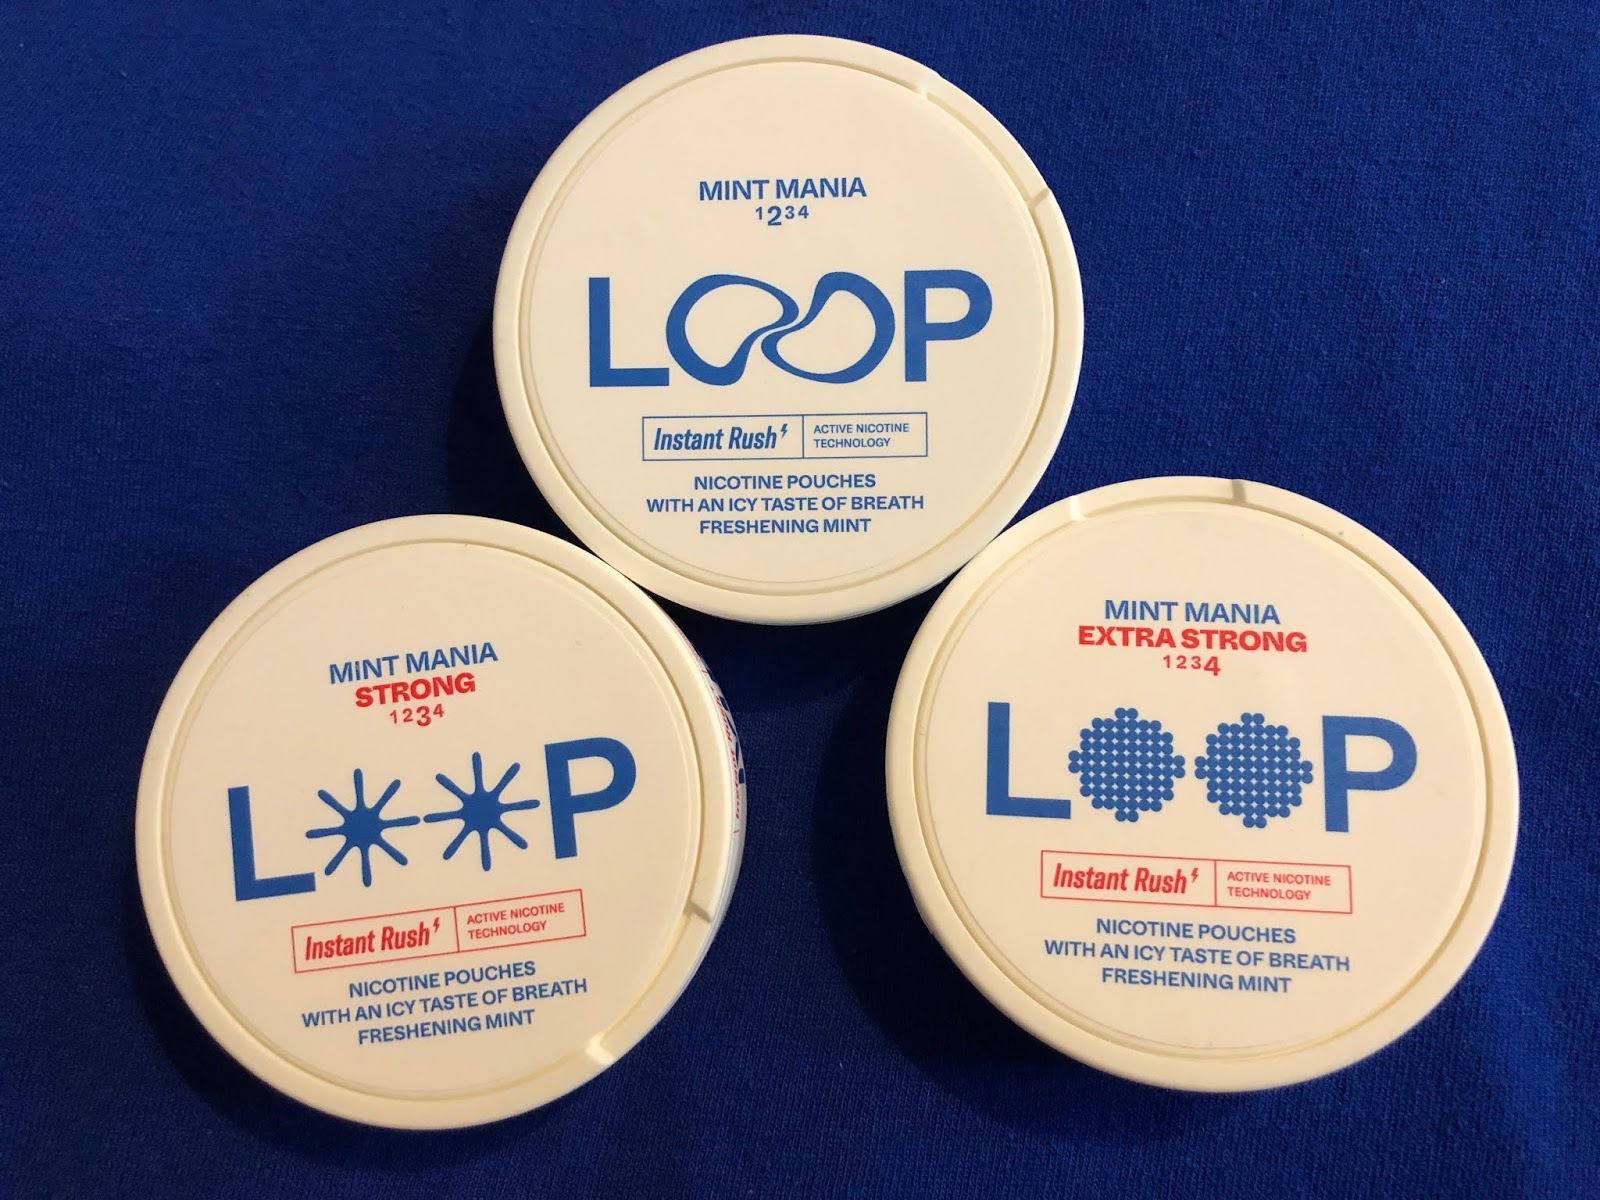 MINT MANIA
1234
LOOP
Instant Rush
ACTIVE NICOTINE
TECHNOLOGY
NICOTINE POUCHES
WITH AN ICY TASTE OF BREATH
FRESHENING MINT
MINT MANIA
STRONG
1234
LOOP
Instant Rush
ACTIVE NICOTINE
TECHNOLOGY
NICOTINE POUCHES
WITH AN ICY TASTE OF BREATH
FRESHENING MINT
MINT MANIA
EXTRA STRONG
1234
LOOP
Instant Rush
ACTIVE NICOTINE
TECHNOLOGY
NICOTINE POUCHES
WITH AN ICY TASTE OF BREATH
FRESHENING MINT